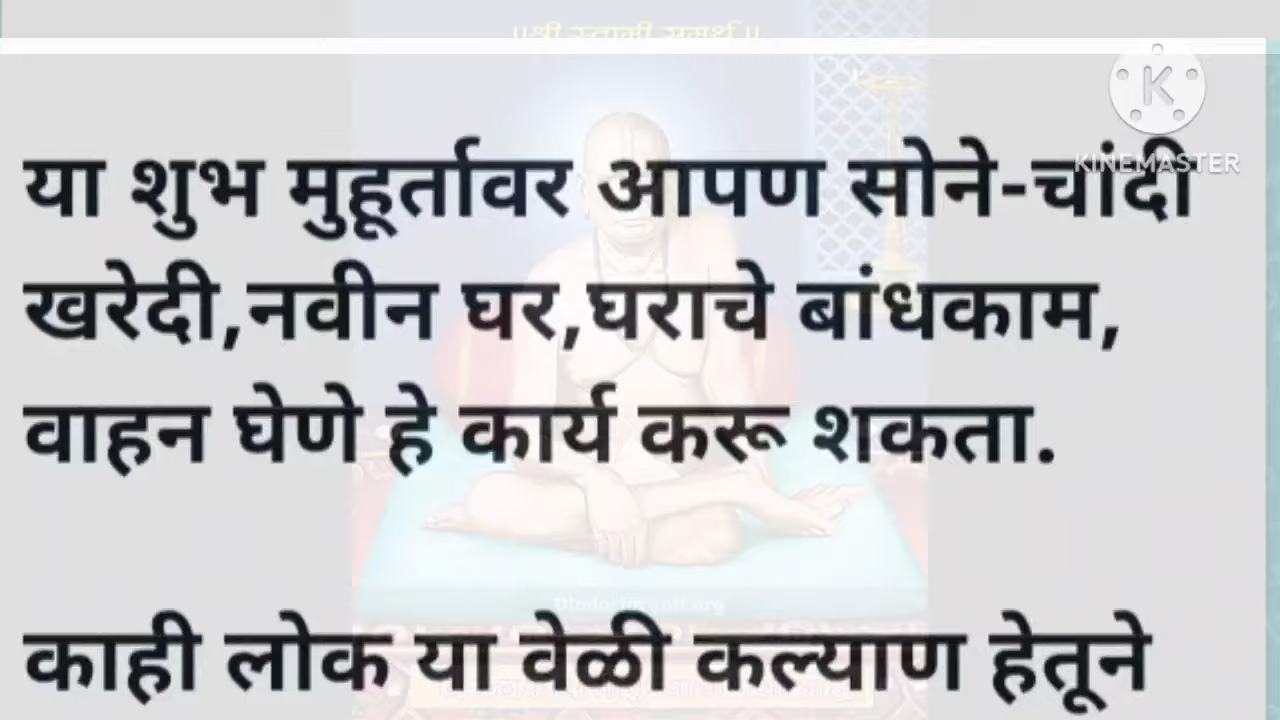 ॥श्री स्वामी समर्थ॥
K
KINEMASTER
या शुभ मुहूर्तावर आपण सोने-चांदी
खरेदी,नवीन घर,घराचे बांधकाम,
वाहन घेणे हे कार्य करू शकता.
काही लोक या वेळी कल्याण हेतूने